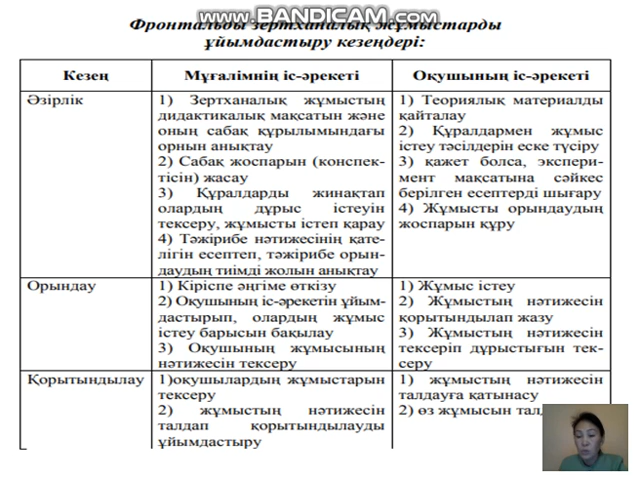 www.BANDICAM.com
Фронтальды зертханалық жұмыстарды
ұйымдастыру кезеңдері:
Кезең
Мұғалімнің іс-әрекеті
Оқушының іс-әрекеті
Әзірлік
1) Зертханалық жұмыстың
дидактикалық мақсатын және
оның сабақ құрылымындағы
орнын анықтау
2) Сабақ жоспарын (конспек-
тісін) жасау
3) Құралдарды жинақтап
олардың дұрыс істеуін
тексеру, жұмысты істеп қарау
4) Тәжірибе нәтижесінің қате-
лігін есептеп, тәжірибе орын-
даудың тиімді жолын анықтау
1) Теориялық материалды
қайталау
2) Құралдармен жұмыс
істеу тәсілдерін еске түсіру
3) қажет болса, экспери-
мент мақсатына сәйкес
берілген есептерді шығару
4) Жұмысты орындаудың
жоспарын құру
Орындау
1) Кіріспе әңгіме өткізу
2) Оқушының іс-әрекетін ұйым-
дастырып, олардың жұмыс
істеу барысын бақылау
3) Оқушының жұмысының
нәтижесін тексеру
1) Жұмыс істеу
2) Жұмыстың нәтижесін
қорытындылап жазу
3) Жұмыстың нәтижесін
тексеріп дұрыстығын тек-
серу
Қорытындылау
1)оқушылардың жұмыстарын
тексеру
2) жұмыстың нәтижесін
талдап қорытындылауды
ұйымдастыру
1) жұмыстың нәтижесін
талдауға қатынасу
2) өз жұмысын тал